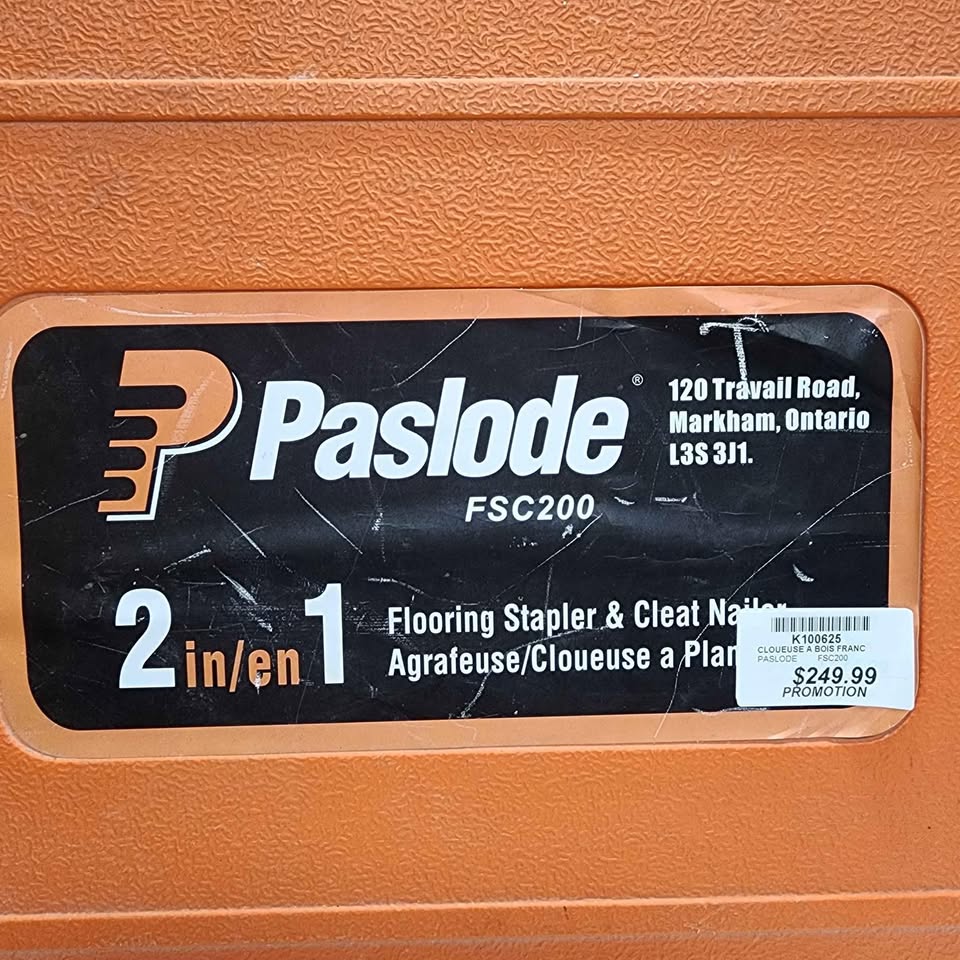 Paslode®
FSC200
120 Travail Road,
Markham, Ontario
L3S 3J1.
2 in/en 1
Flooring Stapler & Cleat Nailer
Agrafeuse/Cloueuse a
K100625
CLOUEUSE A BOIS FRANC
PASLODE FSC200
$249.99
PROMOTION